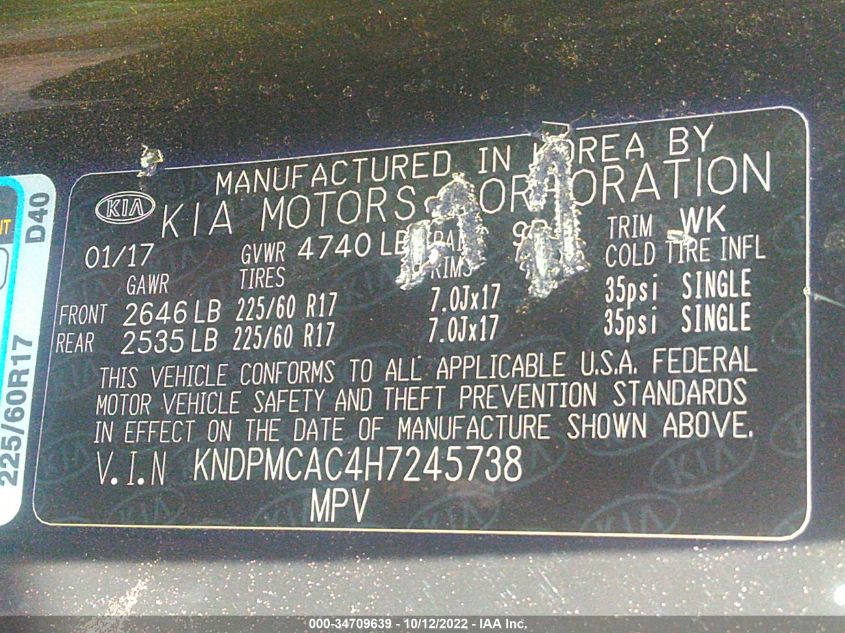 MANUFACTURED IN KOREA BY
KIA
KIA MOTORS CORPORATION
01/17 GVWR 4740 LB TRIM WK
GAWR TIRES RIMS COLD TIRE INFL
FRONT 2646 LB 225/60 R17 7.0Jx17 35psi SINGLE
REAR 2535 LB 225/60 R17 7.0Jx17 35psi SINGLE
THIS VEHICLE CONFORMS TO ALL APPLICABLE U.S.A. FEDERAL
MOTOR VEHICLE SAFETY AND THEFT PREVENTION STANDARDS
IN EFFECT ON THE DATE OF MANUFACTURE SHOWN ABOVE.
V.I.N KNDPMCAC4H7245738
MPV
D40
225/60R17
000-34709639 - 10/12/2022 - IAA Inc.